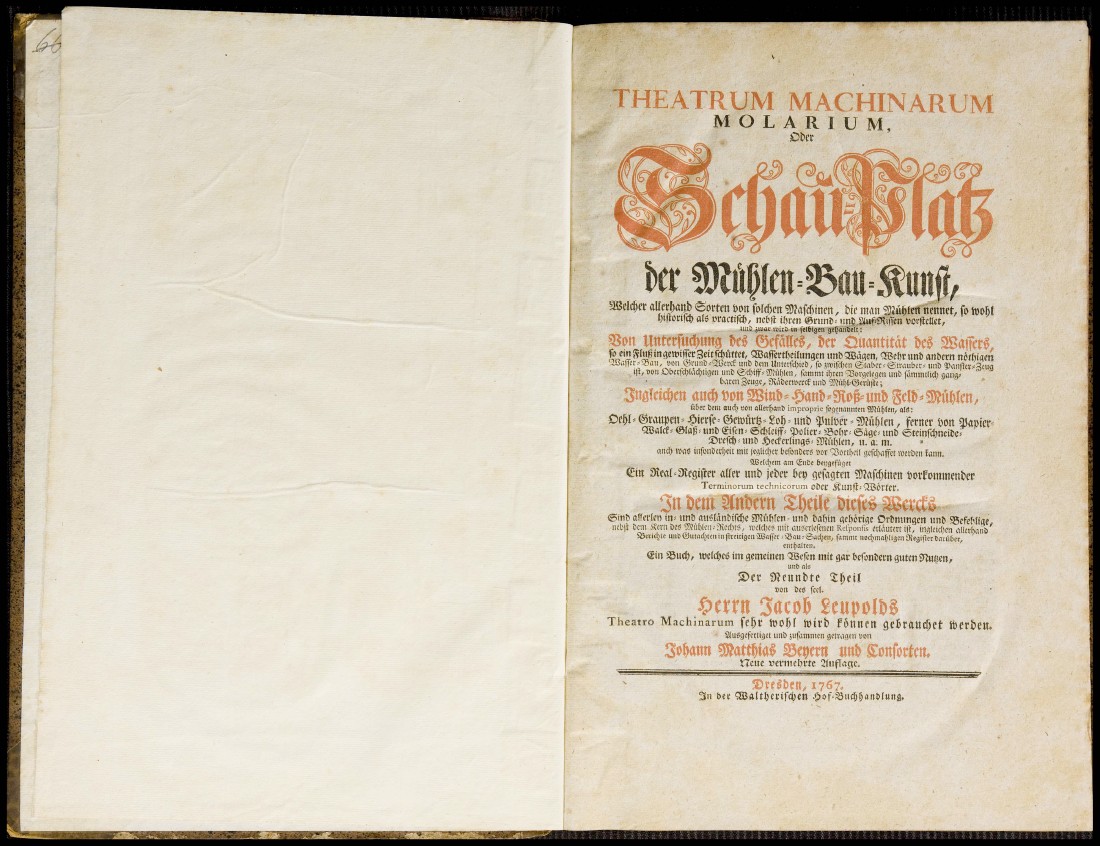 66
THEATRUM MACHINARUM
MOLARIUM,
Oder
Schau-Platz
der Mühlen-Bau-Kunst,
Welcher allerhand Sorten von solchen Maschinen, die man Mühlen nennet, so wohl
historisch als practisch, nebst ihren Grund- und Auf-Rissen vorstellet,
und zwar wird in selbigen gehandelt:
Von Untersuchung des Gefälles, der Quantität des Wassers,
so ein Fluß in gewisser Zeit schüttet, Wassertheilungen und Wägen, Wehr und andern nöthigen
Wasser-Bau, von Grund-Werck und dem Unterschied, so zwischen Staber- Strauber- und Panster-Zeug
ist, von Oberschlächtigen und Schiff-Mühlen, sammt ihren Vorgelegen und sämmtlich gang-
baren Zeuge, Räderwerck und Mühl-Gerüste;
Ingleichen auch von Wind- Hand- Roß- und Feld-Mühlen,
über dem auch von allerhand improprie sogenannten Mühlen, als:
Oehl- Graupen- Hierse- Gewürtz- Loh- und Pulver-Mühlen, ferner von Papier-
Walck- Glaß- und Eisen- Schleiff- Polier- Bohr- Säge- und Steinschneide-
Dresch- und Heckerlings-Mühlen, u. a. m.
auch was insonderheit mit jeglicher besonders vor Vortheil geschaffet werden kann.
Welchem am Ende beygefüget
Ein Real-Register aller und jeder bey gesagten Maschinen vorkommender
Terminorum technicorum oder Kunst-Wörter.
In dem Andern Theile dieses Wercks
Sind allerley in- und ausländische Mühlen- und dahin gehörige Ordnungen und Befehlige,
nebst dem Kern des Mühlen-Rechts, welches mit auserlesenen Responsis erläutert ist, ingleichen allerhand
Berichte und Gutachten in streitigen Wasser-Bau-Sachen, sammt nochmahligen Register darüber,
enthalten.
Ein Buch, welches im gemeinen Wesen mit gar besondern guten Nutzen,
und als
Der Neundte Theil
von des seel.
Herrn Jacob Leupolds
Theatro Machinarum sehr wohl wird können gebrauchet werden.
Ausgefertiget und zusammen getragen von
Johann Matthias Beyern und Consorten.
Neue vermehrte Auflage.
Dresden, 1767.
In der Waltherischen Hof-Buchhandlung.